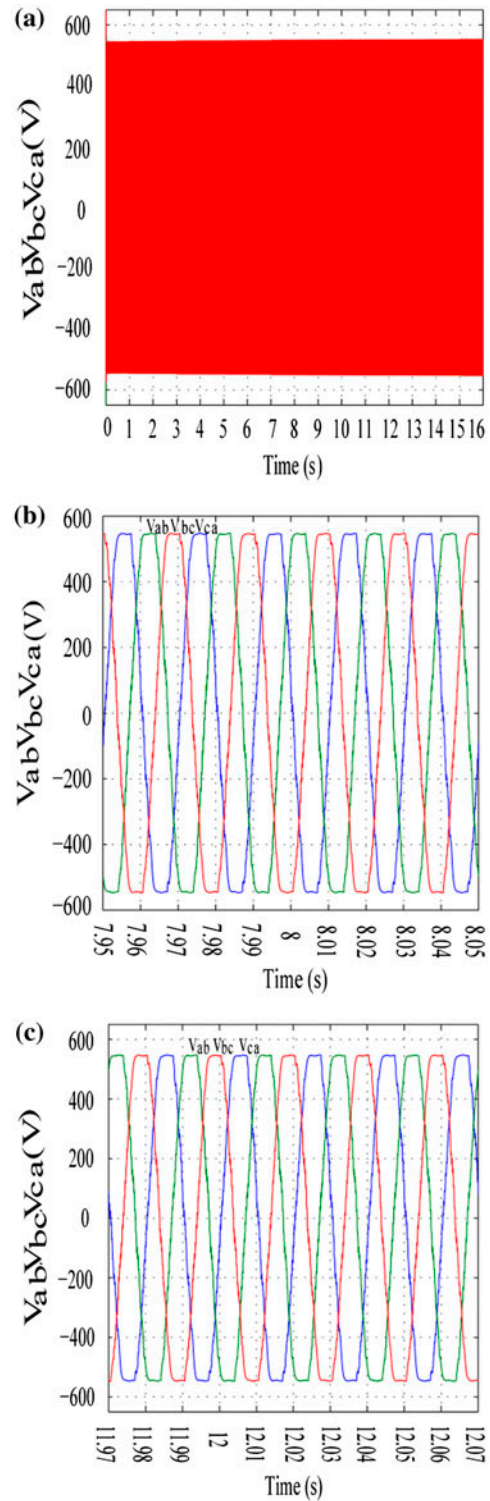 (a)
600
400
200
0
−200
−400
−600
VabVbcVca(V)
0 1 2 3 4 5 6 7 8 9 10 11 12 13 14 15 16
Time (s)
(b)
VabVbcVca
600
400
200
0
−200
−400
−600
VabVbcVca(V)
7.95 7.96 7.97 7.98 7.99 8 8.01 8.02 8.03 8.04 8.05
Time (s)
(c)
Vab Vbc Vca
600
400
200
0
−200
−400
−600
VabVbcVca(V)
11.97 11.98 11.99 12 12.01 12.02 12.03 12.04 12.05 12.06 12.07
Time (s)